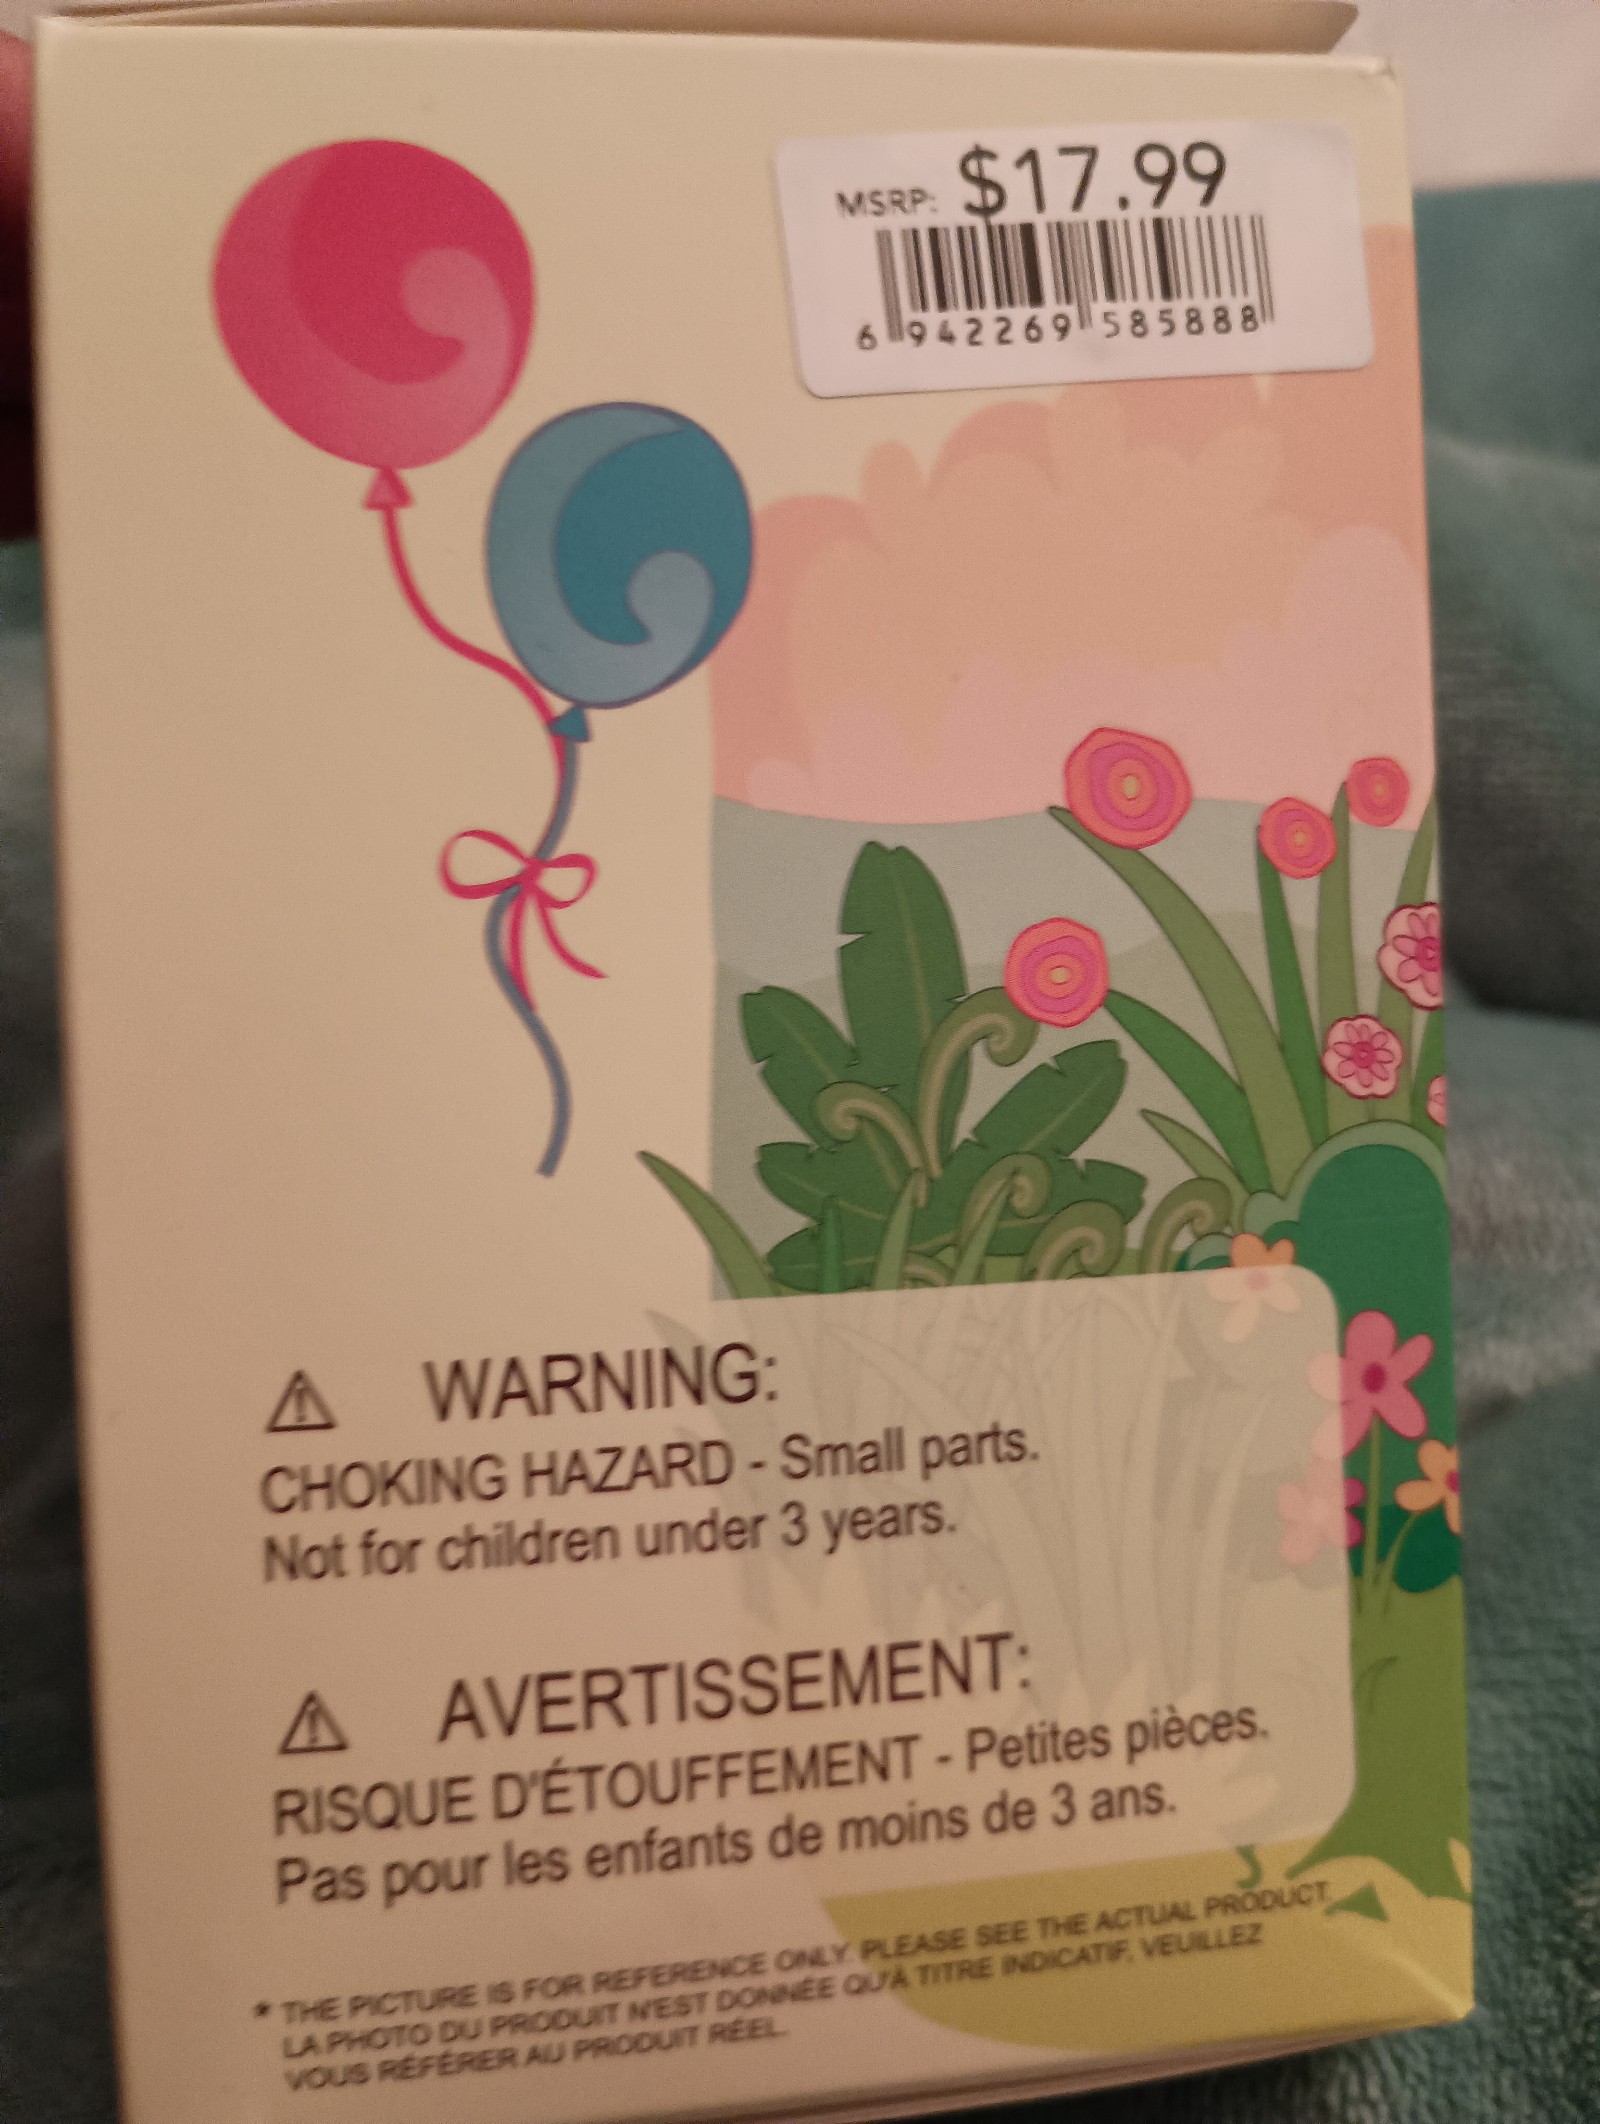 MSRP: $17.99
6 942269 585888
WARNING:
CHOKING HAZARD - Small parts.
Not for children under 3 years.
AVERTISSEMENT:
RISQUE D'ÉTOUFFEMENT - Petites pièces.
Pas pour les enfants de moins de 3 ans.
* THE PICTURE IS FOR REFERENCE ONLY. PLEASE SEE THE ACTUAL PRODUCT.
LA PHOTO DU PRODUIT N'EST DONNÉE QU'À TITRE INDICATIF, VEUILLEZ
VOUS RÉFÉRER AU PRODUIT RÉEL.